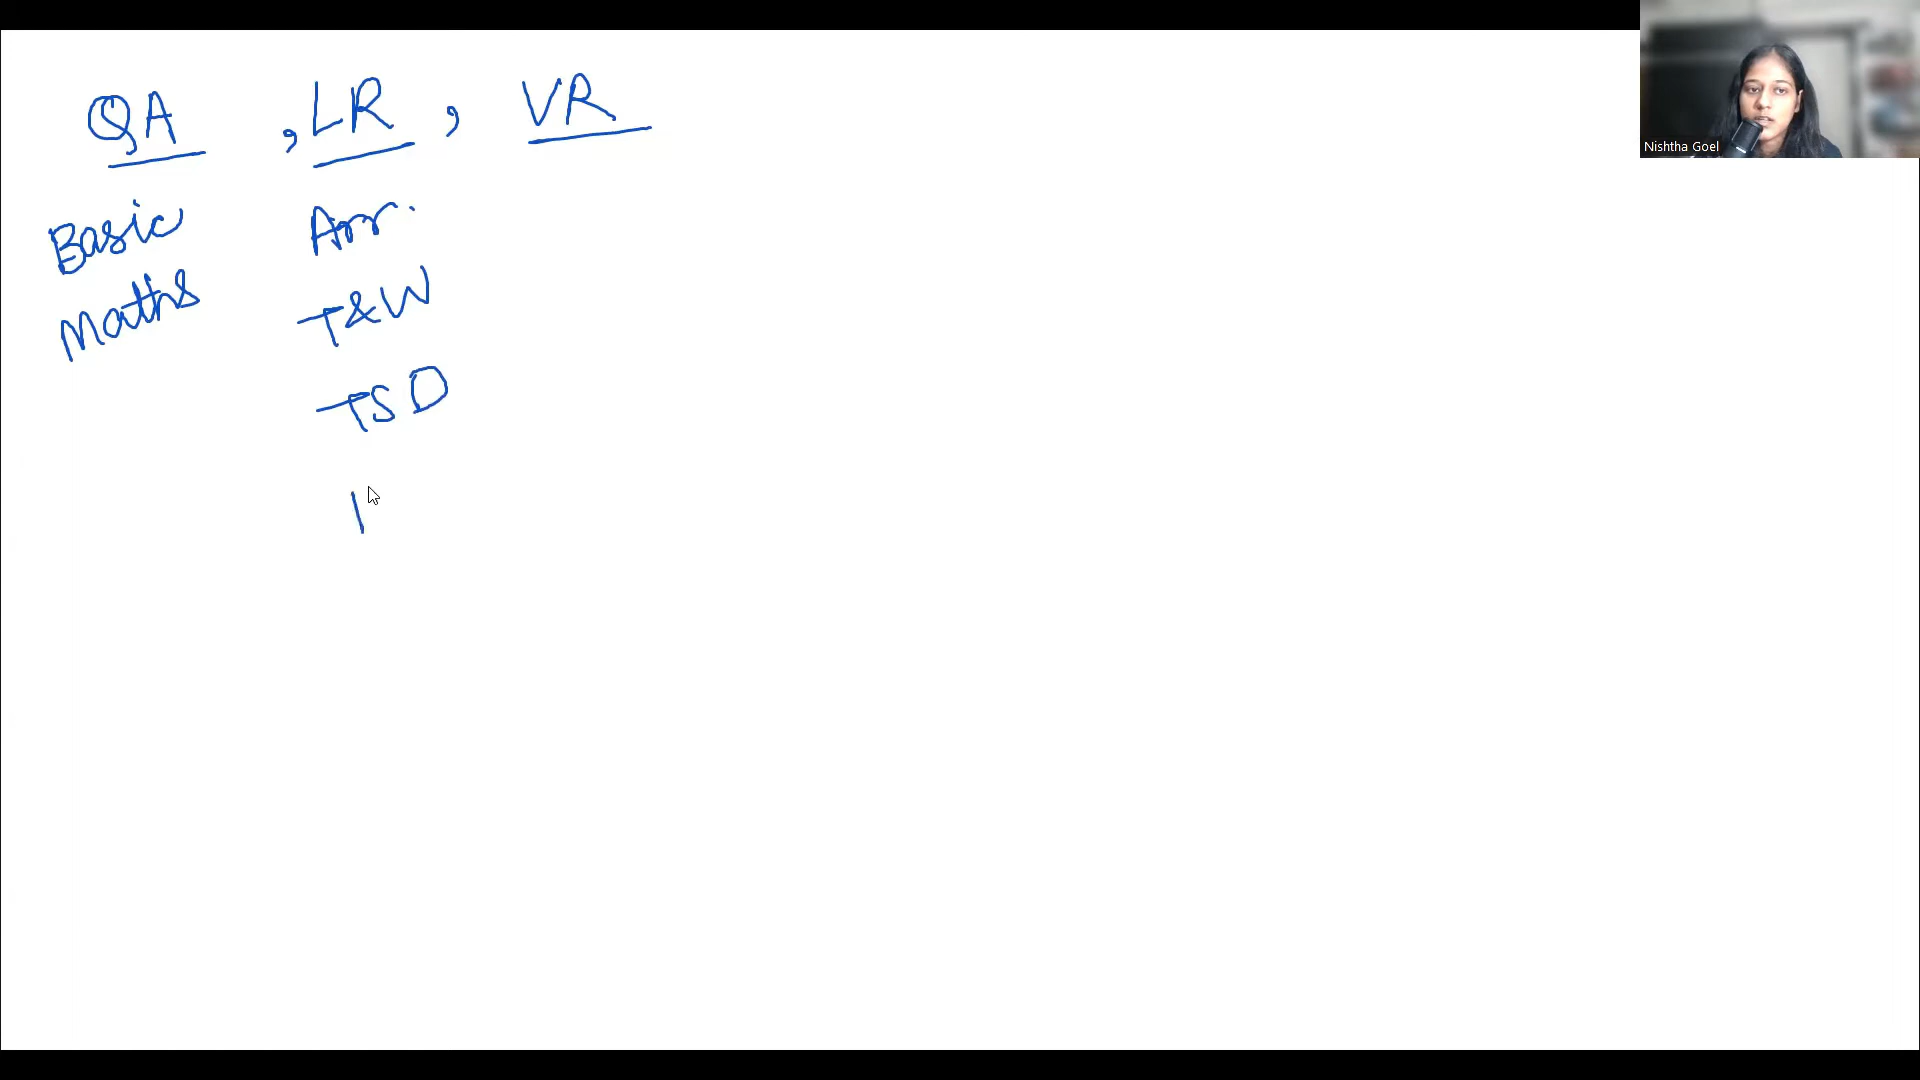 QA , LR , VR
Basic Arr.
Maths T&W
TSD
Nishtha Goel